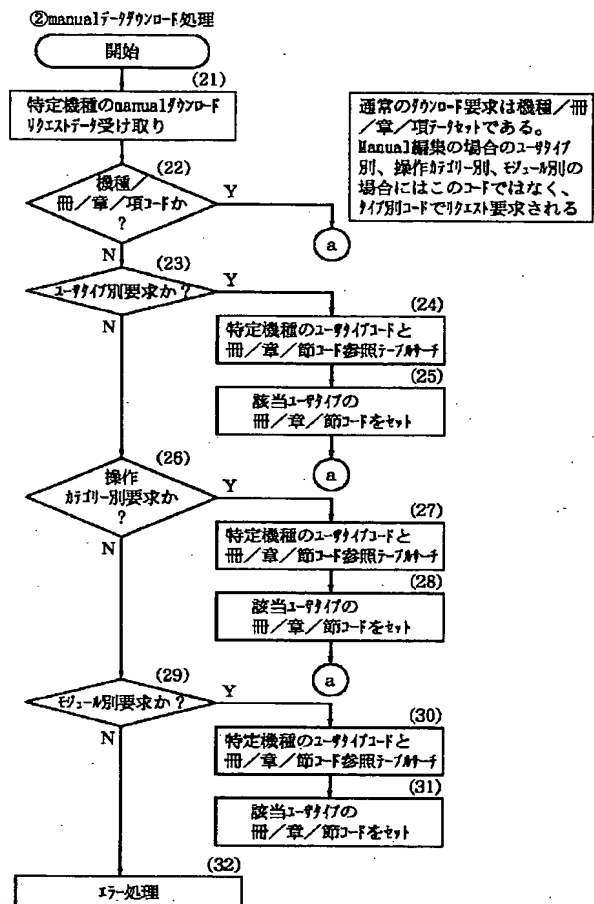 ②manualデータダウンロード処理
開始
(21)
特定機種のmanualダウンロード
リクエストデータ受け取り
通常のダウンロード要求は機種／冊
／章／項データセットである。
Manual編集の場合のユーザタイプ
別、操作カテゴリー別、モジュール別の
場合にはこのコードではなく、
タイプ別コードでリクエスト要求される
(22)
機種／
冊／章／項コードか
?
Y
a
N
(23)
ユーザタイプ別要求か?
Y
N
(24)
特定機種のユーザタイプコードと
冊／章／節コード参照テーブルサーチ
(25)
該当ユーザタイプの
冊／章／節コードをセット
a
(26)
操作
カテゴリー別要求か
?
Y
N
(27)
特定機種のユーザタイプコードと
冊／章／節コード参照テーブルサーチ
(28)
該当ユーザタイプの
冊／章／節コードをセット
a
(29)
モジュール別要求か?
Y
N
(30)
特定機種のユーザタイプコードと
冊／章／節コード参照テーブルサーチ
(31)
該当ユーザタイプの
冊／章／節コードをセット
(32)
エラー処理